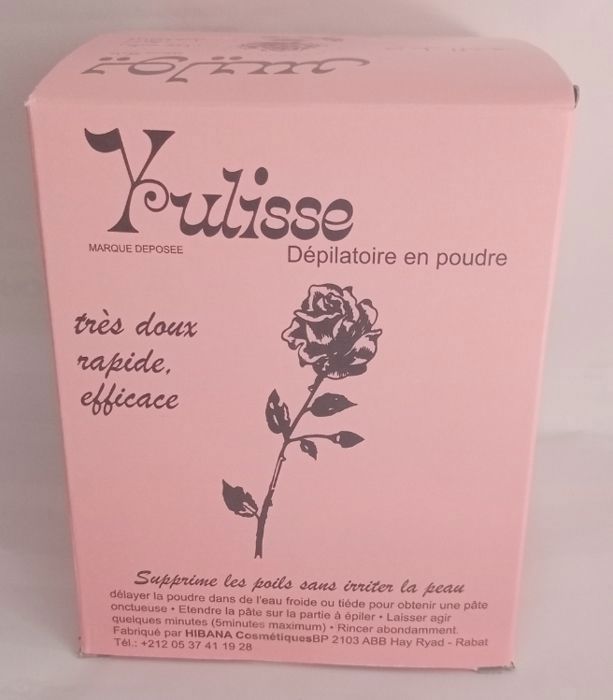 توليس
Yulisse
MARQUE DEPOSEE
Dépilatoire en poudre
très doux
rapide,
efficace
Supprime les poils sans irriter la peau
délayer la poudre dans de l'eau froide ou tiéde pour obtenir une pâte
onctueuse • Etendre la pâte sur la partie à épiler • Laisser agir
quelques minutes (5minutes maximum) • Rincer abondamment.
Fabriqué par HIBANA CosmétiquesBP 2103 ABB Hay Ryad - Rabat
Tél.: +212 05 37 41 19 28